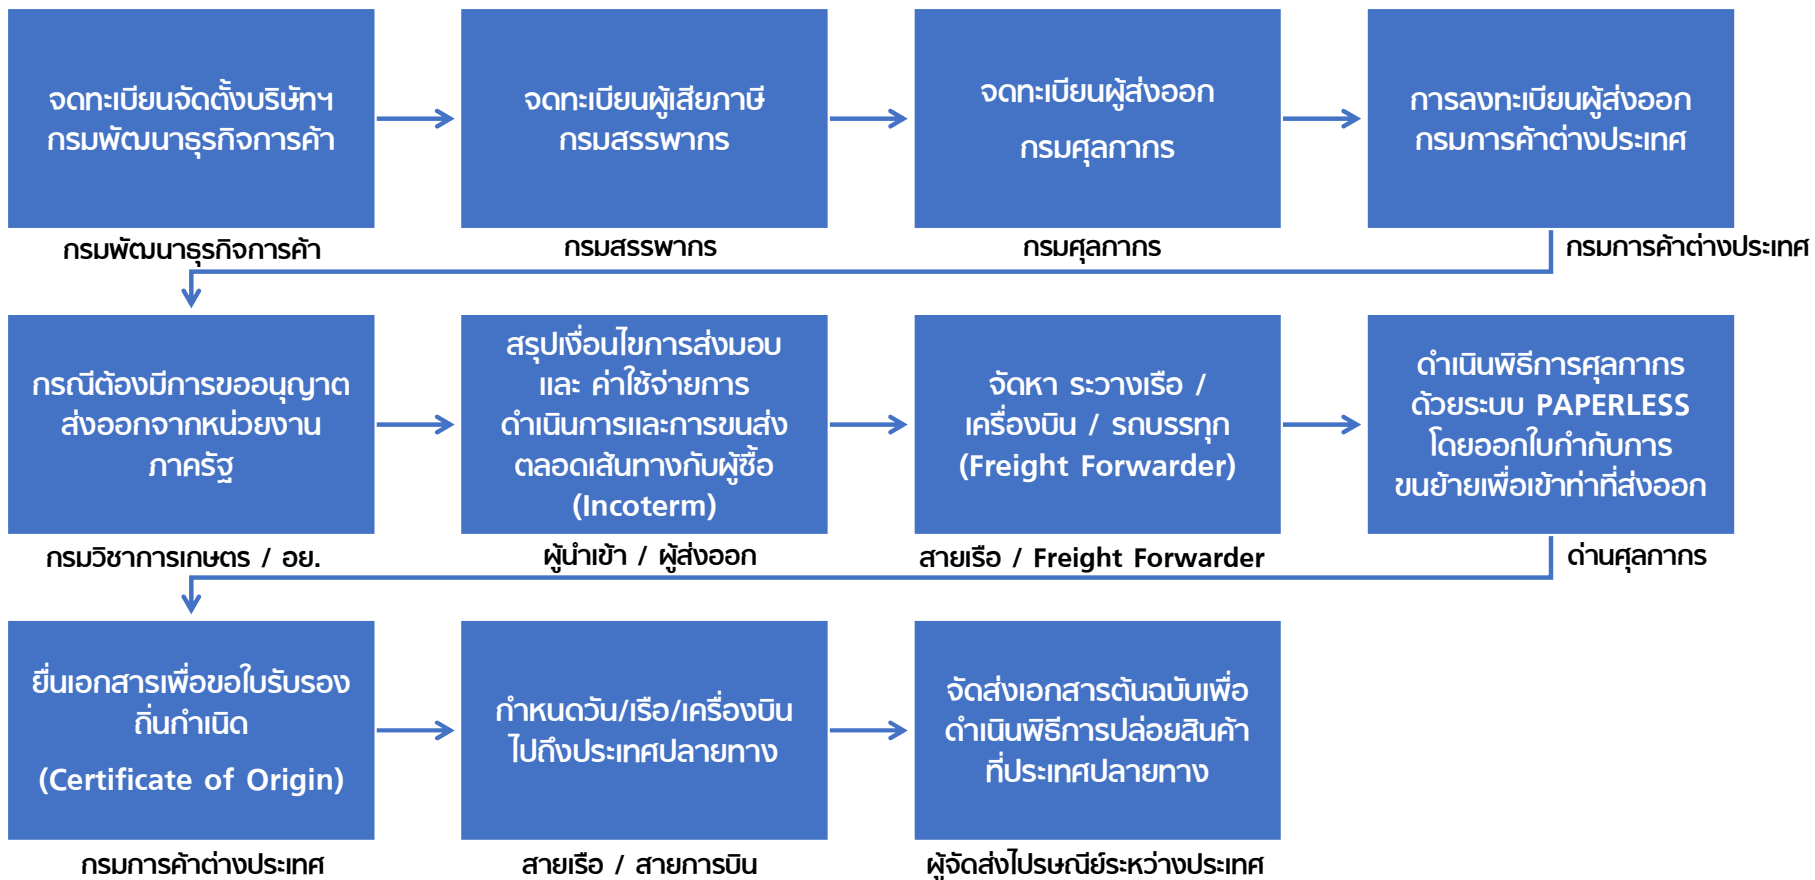 จดทะเบียนจัดตั้งบริษัทฯ
กรมพัฒนาธุรกิจการค้า
กรมพัฒนาธุรกิจการค้า
จดทะเบียนผู้เสียภาษี
กรมสรรพากร
กรมสรรพากร
จดทะเบียนผู้ส่งออก
กรมศุลกากร
กรมศุลกากร
การลงทะเบียนผู้ส่งออก
กรมการค้าต่างประเทศ
กรมการค้าต่างประเทศ
กรณีต้องมีการขออนุญาต
ส่งออกจากหน่วยงาน
ภาครัฐ
กรมวิชาการเกษตร / อย.
สรุปเงื่อนไขการส่งมอบ
และ ค่าใช้จ่ายการ
ดำเนินการและการขนส่ง
ตลอดเส้นทางกับผู้ซื้อ
(Incoterm)
ผู้นำเข้า / ผู้ส่งออก
จัดหา ระวางเรือ /
เครื่องบิน / รถบรรทุก
(Freight Forwarder)
สายเรือ / Freight Forwarder
ดำเนินพิธีการศุลกากร
ด้วยระบบ PAPERLESS
โดยออกใบกำกับการ
ขนย้ายเพื่อเข้าท่าที่ส่งออก
ด่านศุลกากร
ยื่นเอกสารเพื่อขอใบรับรอง
ถิ่นกำเนิด
(Certificate of Origin)
กรมการค้าต่างประเทศ
กำหนดวัน/เรือ/เครื่องบิน
ไปถึงประเทศปลายทาง
สายเรือ / สายการบิน
จัดส่งเอกสารต้นฉบับเพื่อ
ดำเนินพิธีการปล่อยสินค้า
ที่ประเทศปลายทาง
ผู้จัดส่งไปรษณีย์ระหว่างประเทศ